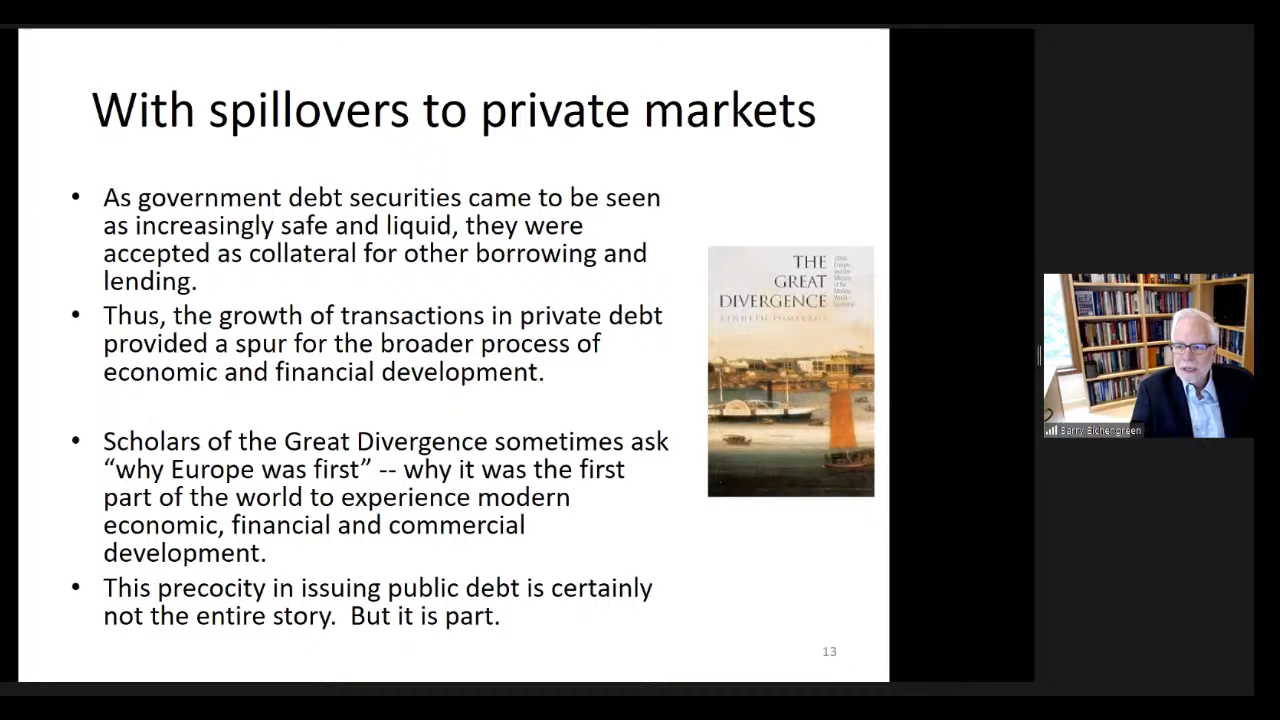 With spillovers to private markets
• As government debt securities came to be seen
as increasingly safe and liquid, they were
accepted as collateral for other borrowing and
lending.
• Thus, the growth of transactions in private debt
provided a spur for the broader process of
economic and financial development.
• Scholars of the Great Divergence sometimes ask
“why Europe was first” -- why it was the first
part of the world to experience modern
economic, financial and commercial
development.
• This precocity in issuing public debt is certainly
not the entire story.  But it is part.
THE
GREAT
DIVERGENCE
KENNETH POMERANZ
13
Barry Eichengreen